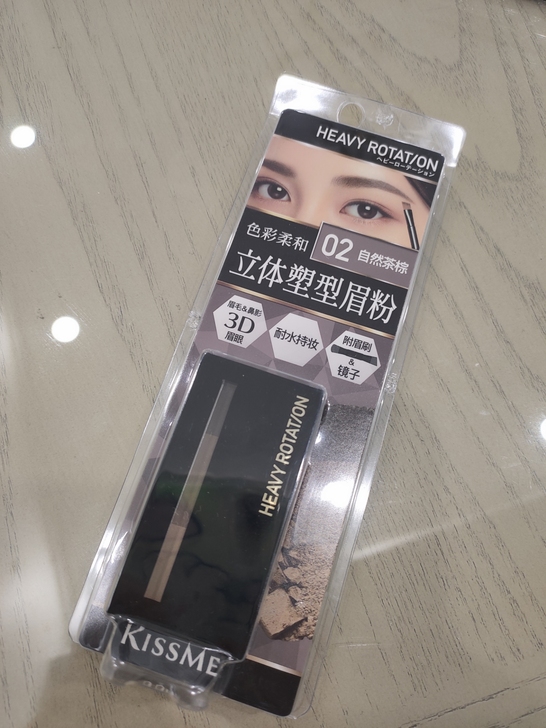 HEAVY ROTATION
ヘビーローテーション
色彩柔和
02 自然茶棕
立体塑型眉粉
眉毛&鼻影
3D
眉眼
耐水持妆
附眉刷
&
镜子
HEAVY ROTATION
KISSME